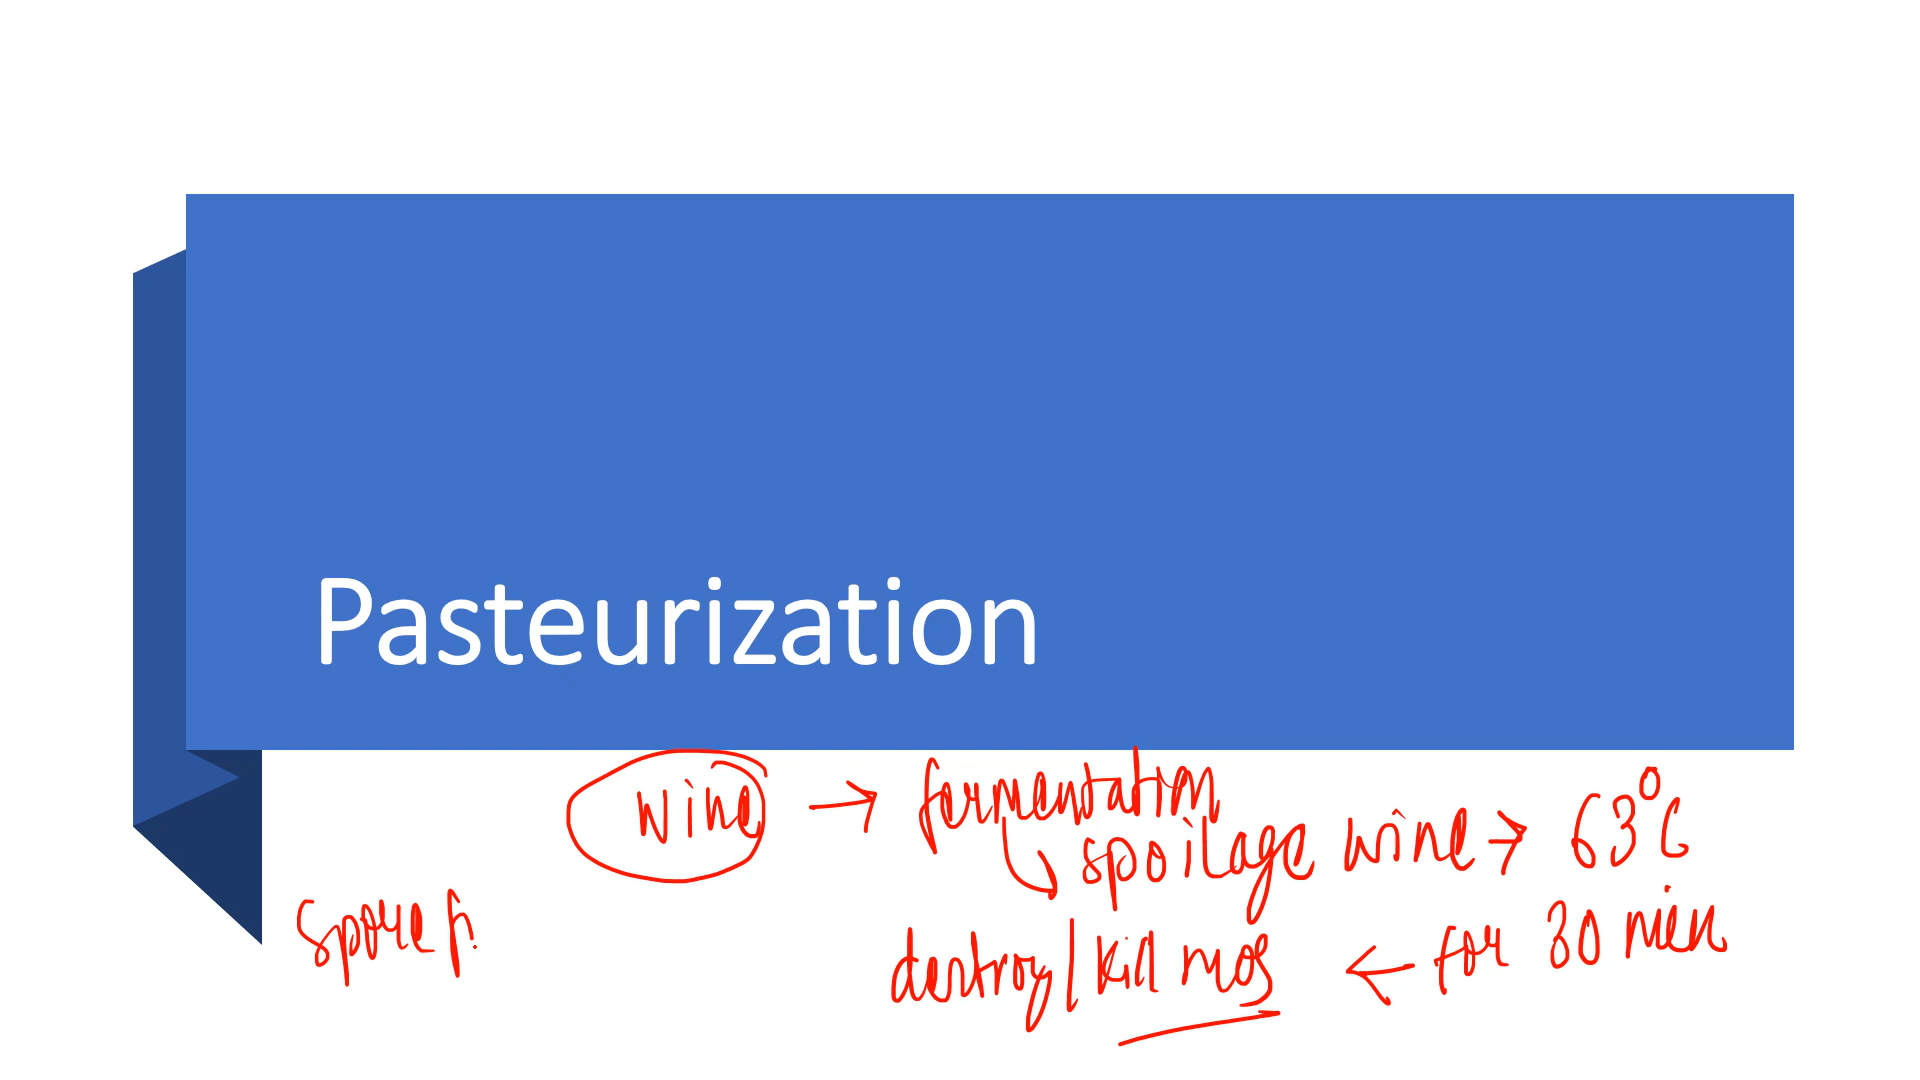 Pasteurization
wine → fermentation
spoilage wine → 63°C
for 30 min
destroy / kill mos
spore f